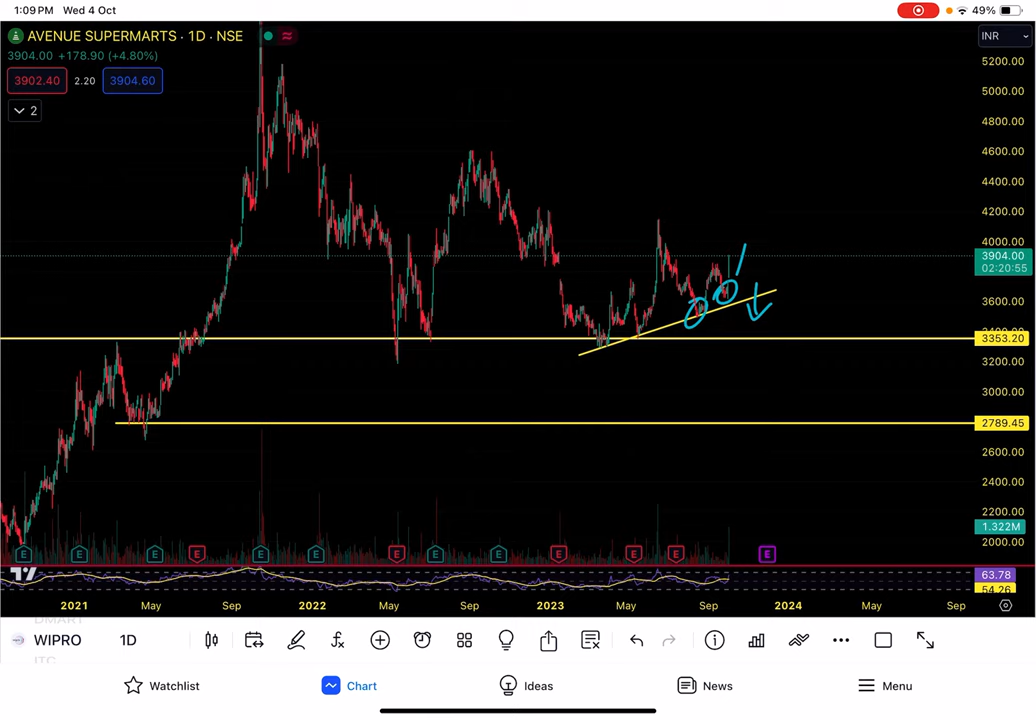 1:09 PM Wed 4 Oct
49%
AVENUE SUPERMARTS · 1D · NSE
INR
3904.00 +178.90 (+4.80%)
3902.40 2.20 3904.60
2
5200.00
5000.00
4800.00
4600.00
4400.00
4200.00
4000.00
3904.00
02:20:55
3600.00
3400.00
3353.20
3200.00
3000.00
2789.45
2600.00
2400.00
2200.00
1.322M
2000.00
E E E E E E E E E E E E E
63.78
54.26
2021 May Sep 2022 May Sep 2023 May Sep 2024 May Sep
DMART
WIPRO 1D
ITC
Watchlist Chart Ideas News Menu